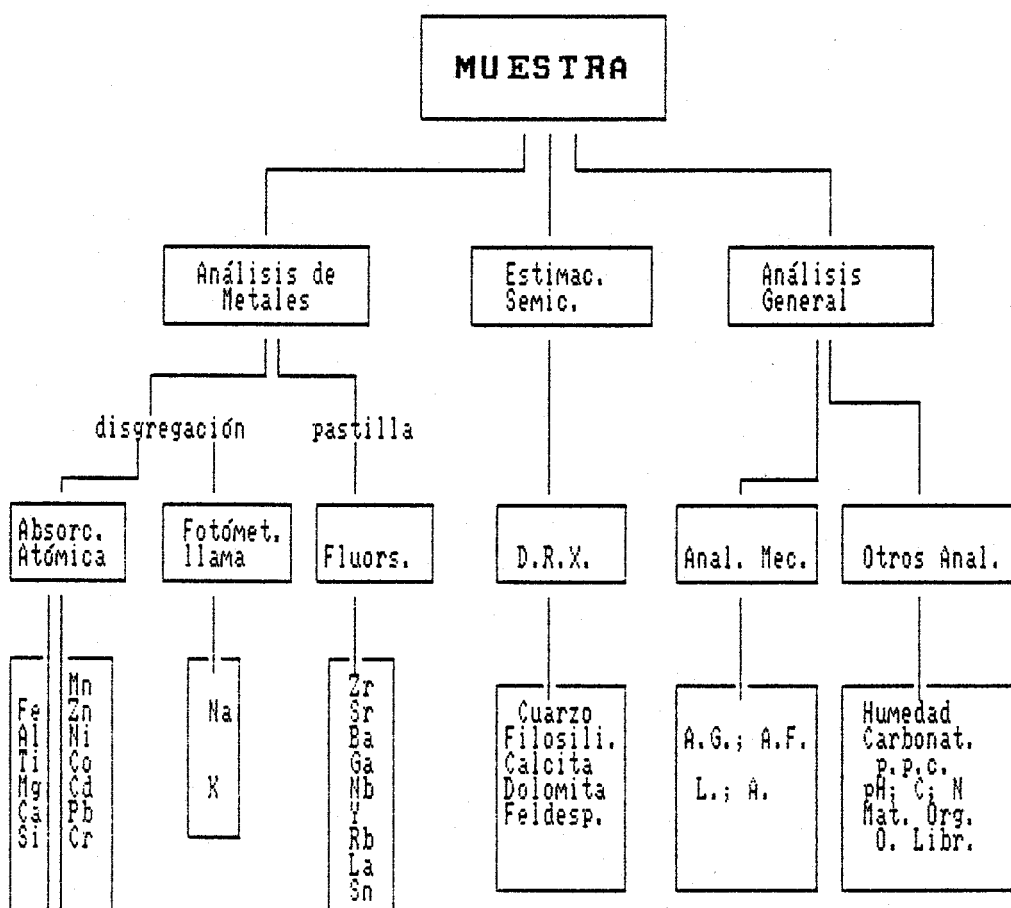 MUESTRA
Análisis de
Metales
Estimac.
Semic.
Análisis
General
disgregación
pastilla
Absorc.
Atómica
Fotómet.
llama
Fluors.
D.R.X.
Anal. Mec.
Otros Anal.
Fe
Al
Ti
Mg
Ca
Si
Mn
Zn
Ni
Co
Cd
Pb
Cr
Na
K
Zr
Sr
Ba
Ga
Nb
Y
Rb
La
Sn
Cuarzo
Filosili.
Calcita
Dolomita
Feldesp.
A.G.; A.F.
L.; A.
Humedad
Carbonat.
p.p.c.
pH; C; N
Mat. Org.
O. Libr.